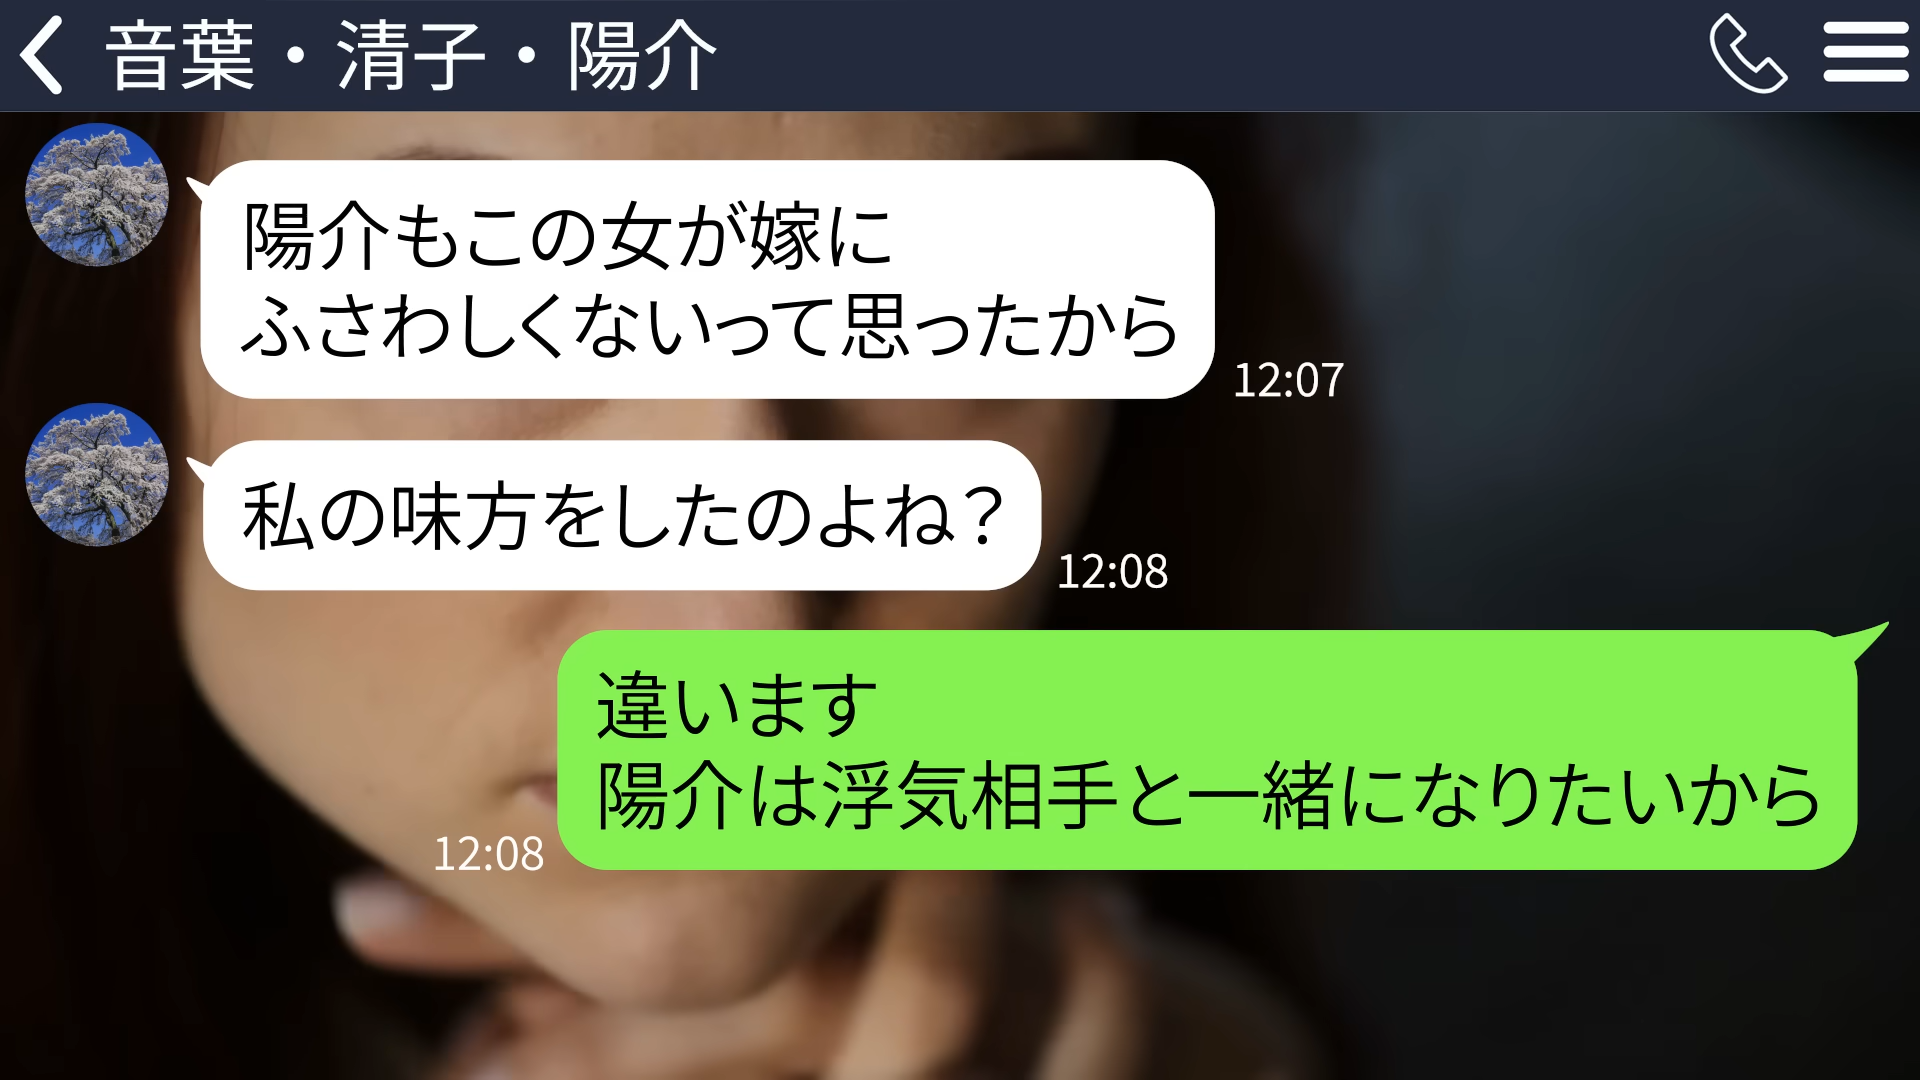 音葉・清子・陽介
陽介もこの女が嫁に
ふさわしくないって思ったから
12:07
私の味方をしたのよね？
12:08
違います
陽介は浮気相手と一緒になりたいから
12:08